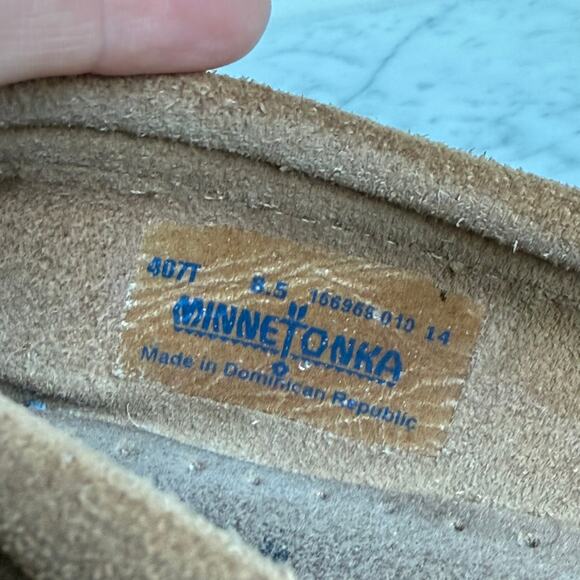 407T 8.5 166968-010 14
MINNETONKA
Made in Dominican Republic